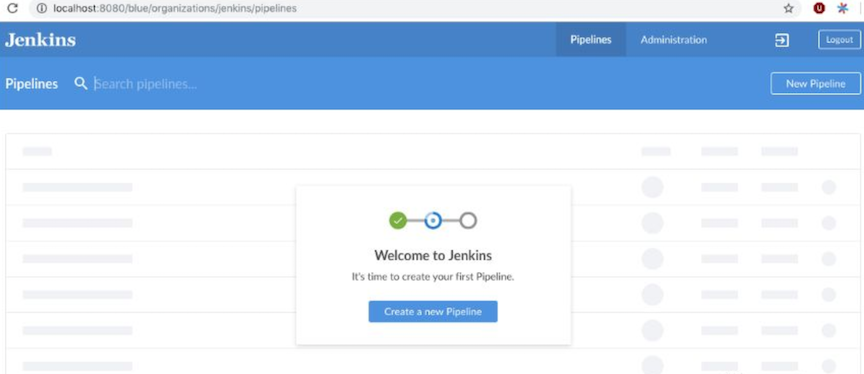 localhost:8080/blue/organizations/jenkins/pipelines
Jenkins Pipelines Administration Logout
Pipelines Search pipelines... New Pipeline
Welcome to Jenkins
It's time to create your first Pipeline.
Create a new Pipeline